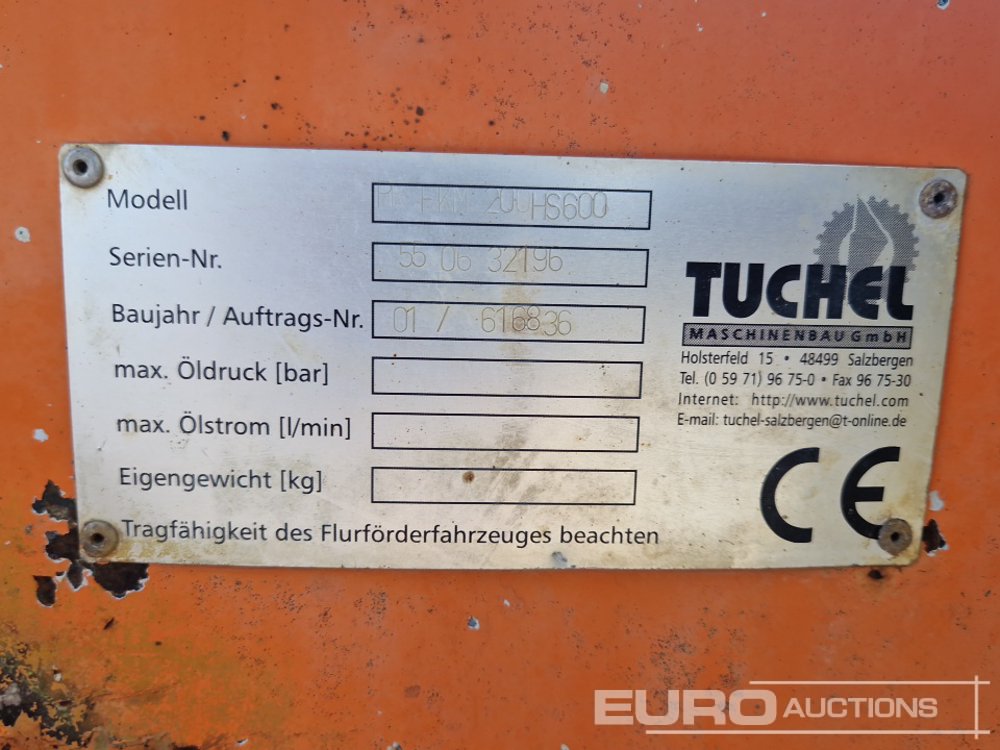 Modell 200HS600
Serien-Nr. 55 06 32196
Baujahr / Auftrags-Nr. 01 / 616836
max. Öldruck [bar]
max. Ölstrom [l/min]
Eigengewicht [kg]
Tragfähigkeit des Flurförderfahrzeuges beachten
TUCHEL
MASCHINENBAU GmbH
Holsterfeld 15 • 48499 Salzbergen
Tel. (0 59 71) 96 75-0 • Fax 96 75-30
Internet: http://www.tuchel.com
E-mail: tuchel-salzbergen@t-online.de
CE
EURO AUCTIONS